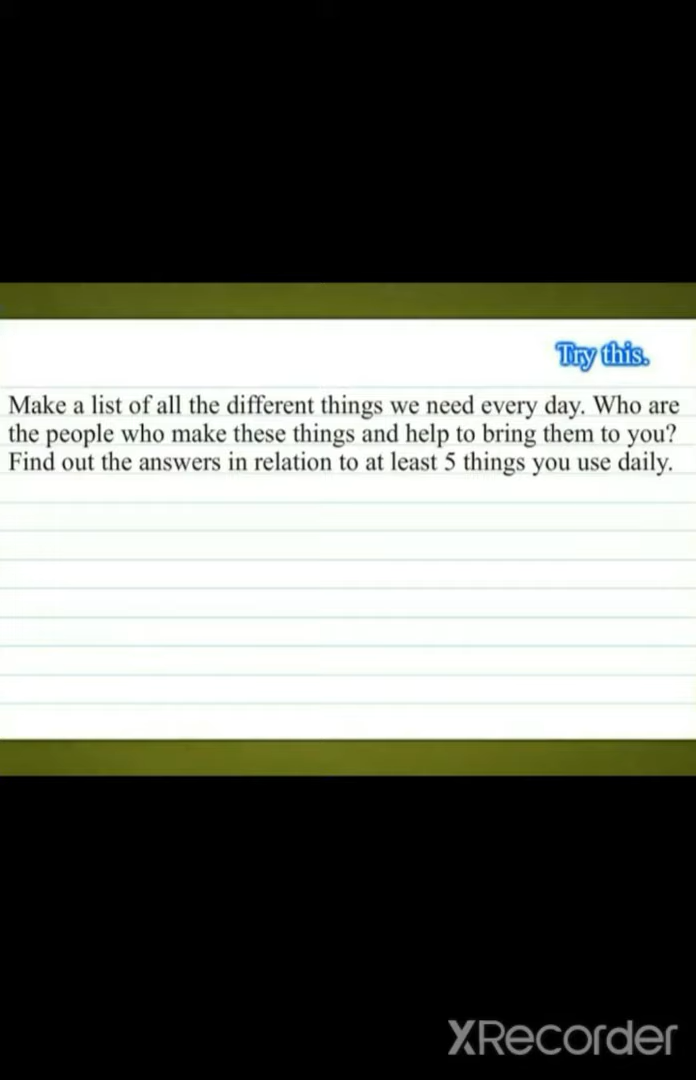 Try this.
Make a list of all the different things we need every day. Who are
the people who make these things and help to bring them to you?
Find out the answers in relation to at least 5 things you use daily.
XRecorder